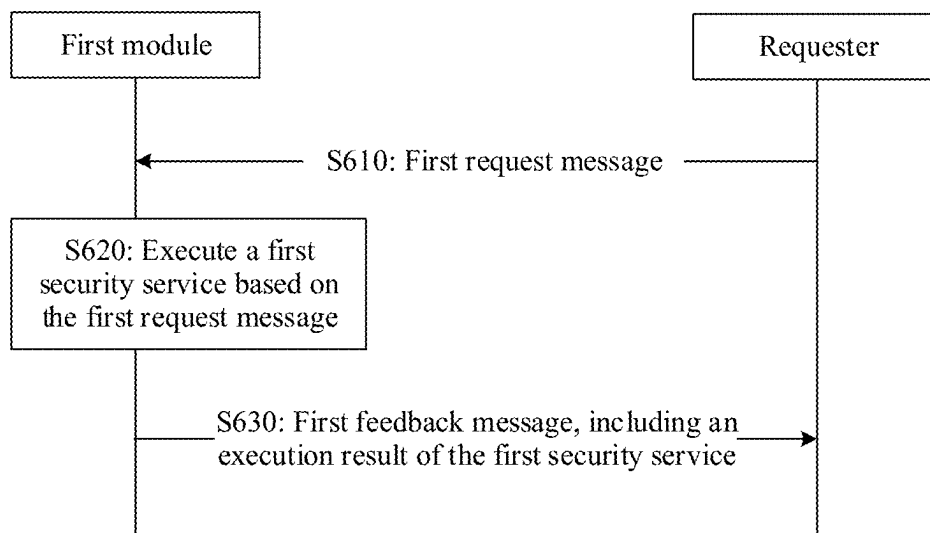 First module
Requester
S610: First request message
S620: Execute a first
security service based on
the first request message
S630: First feedback message, including an
execution result of the first security service